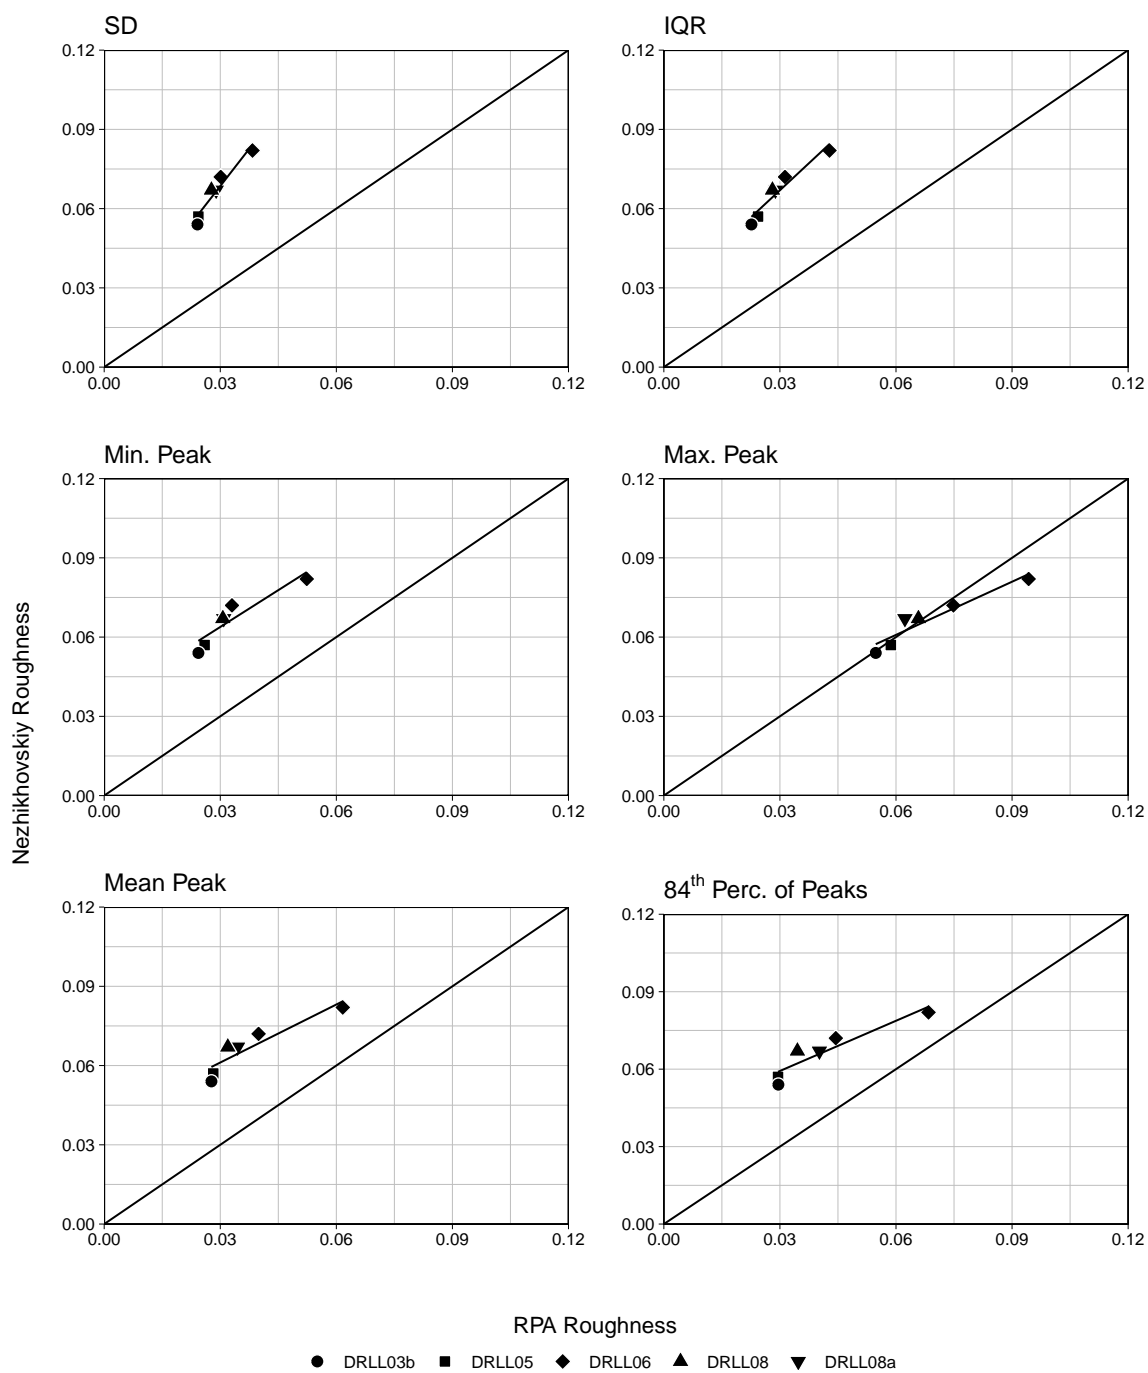 SD
0.12
0.09
0.06
0.03
0.00
0.00 0.03 0.06 0.09 0.12
IQR
0.12
0.09
0.06
0.03
0.00
0.00 0.03 0.06 0.09 0.12
Min. Peak
0.12
0.09
0.06
0.03
0.00
0.00 0.03 0.06 0.09 0.12
Max. Peak
0.12
0.09
0.06
0.03
0.00
0.00 0.03 0.06 0.09 0.12
Mean Peak
0.12
0.09
0.06
0.03
0.00
0.00 0.03 0.06 0.09 0.12
84th Perc. of Peaks
0.12
0.09
0.06
0.03
0.00
0.00 0.03 0.06 0.09 0.12
Nezhikhovskiy Roughness
RPA Roughness
DRLL03b DRLL05 DRLL06 DRLL08 DRLL08a